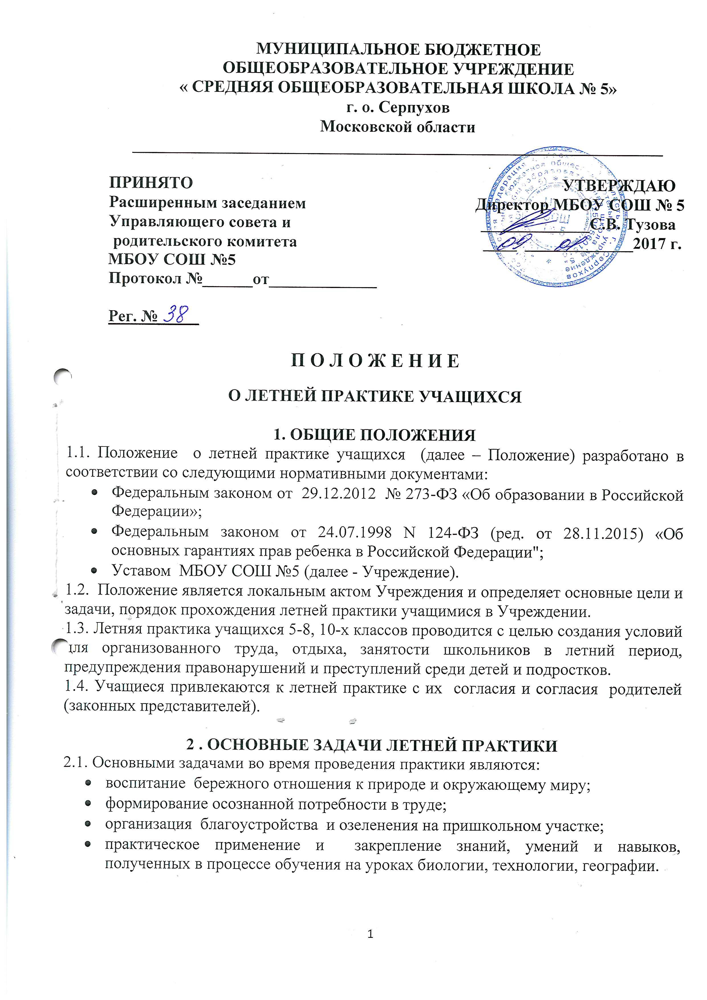 МУНИЦИПАЛЬНОЕ БЮДЖЕТНОЕ
ОБЩЕОБРАЗОВАТЕЛЬНОЕ УЧРЕЖДЕНИЕ
« СРЕДНЯЯ ОБЩЕОБРАЗОВАТЕЛЬНАЯ ШКОЛА № 5»
г. о. Серпухов
Московской области
ПРИНЯТО
Расширенным заседанием
Управляющего совета и
родительского комитета
МБОУ СОШ №5
Протокол №______от_____________
Рег. № 38
УТВЕРЖДАЮ
Директор МБОУ СОШ № 5
_____________С.В. Тузова
09 01 2017 г.
П О Л О Ж Е Н И Е
О ЛЕТНЕЙ ПРАКТИКЕ УЧАЩИХСЯ
1. ОБЩИЕ ПОЛОЖЕНИЯ
1.1. Положение о летней практике учащихся (далее – Положение) разработано в
соответствии со следующими нормативными документами:
• Федеральным законом от 29.12.2012 № 273-ФЗ «Об образовании в Российской
Федерации»;
• Федеральным законом от 24.07.1998 N 124-ФЗ (ред. от 28.11.2015) «Об
основных гарантиях прав ребенка в Российской Федерации";
• Уставом МБОУ СОШ №5 (далее - Учреждение).
1.2. Положение является локальным актом Учреждения и определяет основные цели и
задачи, порядок прохождения летней практики учащимися в Учреждении.
1.3. Летняя практика учащихся 5-8, 10-х классов проводится с целью создания условий
для организованного труда, отдыха, занятости школьников в летний период,
предупреждения правонарушений и преступлений среди детей и подростков.
1.4. Учащиеся привлекаются к летней практике с их согласия и согласия родителей
(законных представителей).
2 . ОСНОВНЫЕ ЗАДАЧИ ЛЕТНЕЙ ПРАКТИКИ
2.1. Основными задачами во время проведения практики являются:
• воспитание бережного отношения к природе и окружающему миру;
• формирование осознанной потребности в труде;
• организация благоустройства и озеленения на пришкольном участке;
• практическое применение и закрепление знаний, умений и навыков,
полученных в процессе обучения на уроках биологии, технологии, географии.
1